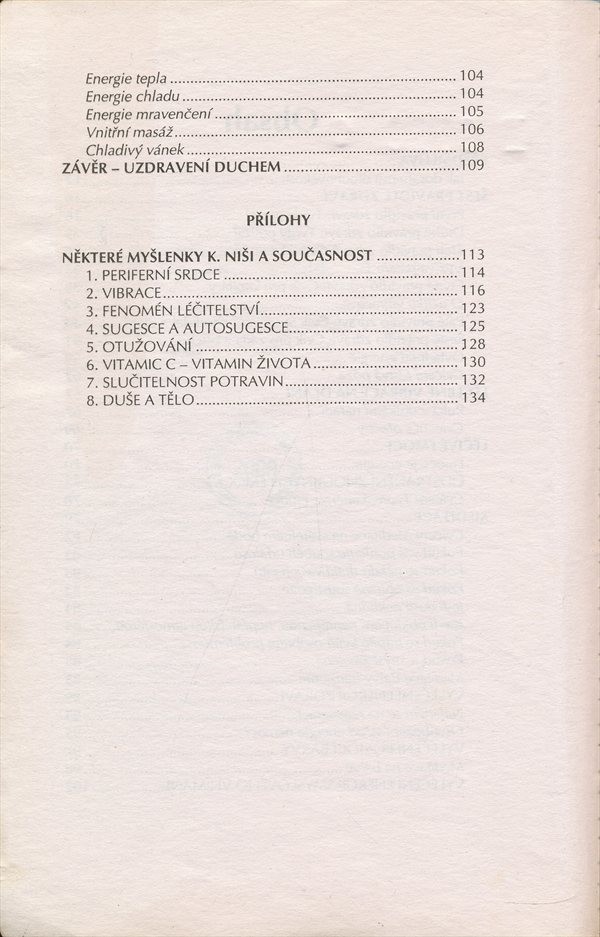 Energie tepla ........ 104
Energie chladu ........ 104
Energie mravenčení ........ 105
Vnitřní masáž ........ 106
Chladivý vánek ........ 108
ZÁVĚR – UZDRAVENÍ DUCHEM ........ 109
PŘÍLOHY
NĚKTERÉ MYŠLENKY K. NIŠI A SOUČASNOST ........ 113
1. PERIFERNÍ SRDCE ........ 114
2. VIBRACE ........ 116
3. FENOMÉN LÉČITELSTVÍ ........ 123
4. SUGESCE A AUTOSUGESCE ........ 125
5. OTUŽOVÁNÍ ........ 128
6. VITAMIC C – VITAMIN ŽIVOTA ........ 130
7. SLUČITELNOST POTRAVIN ........ 132
8. DUŠE A TĚLO ........ 134